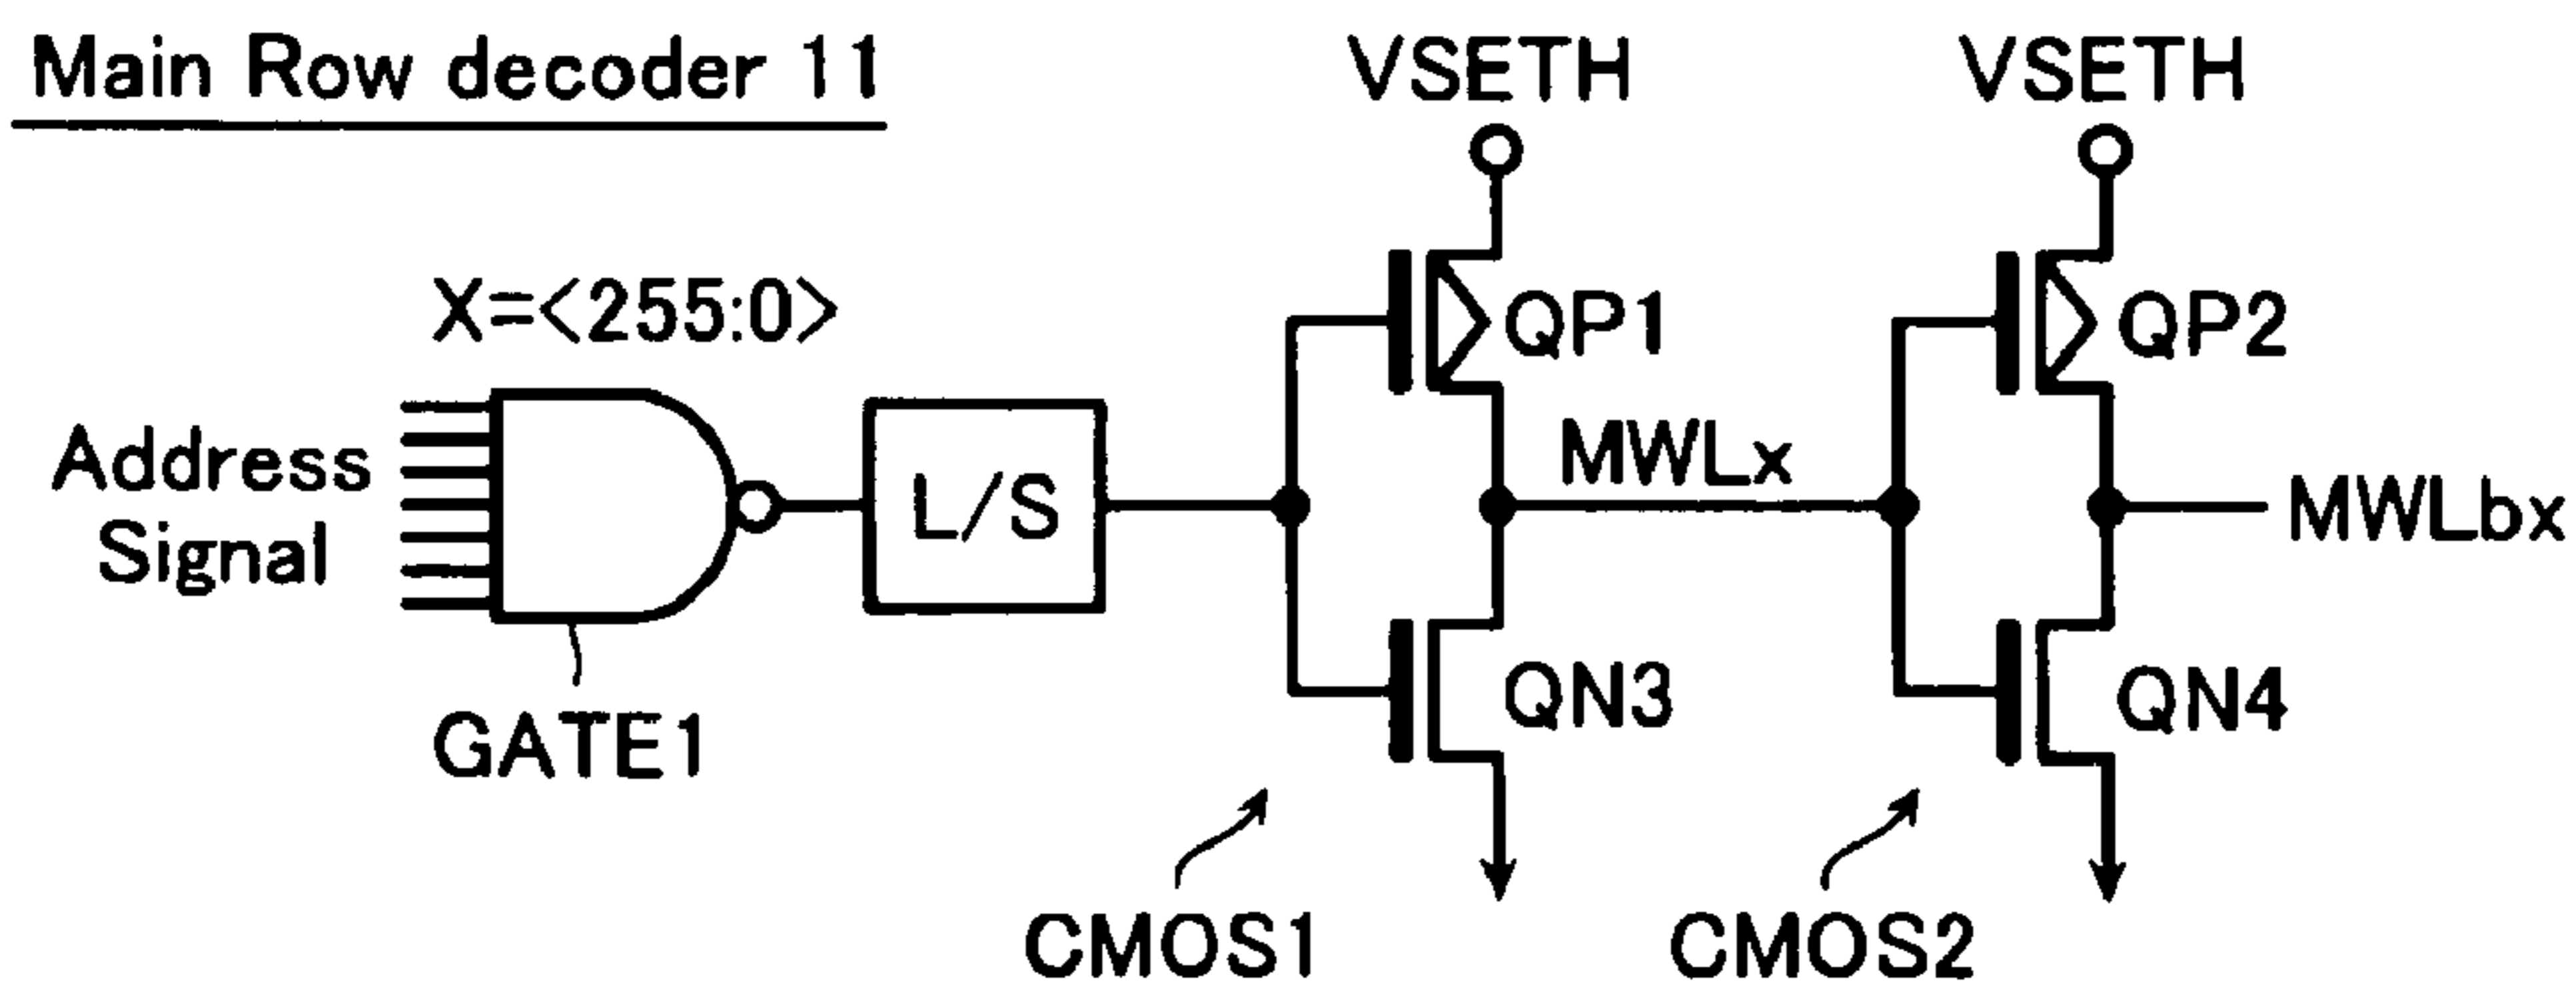 Main Row decoder 11
VSETH
VSETH
X=<255:0>
QP1
QP2
Address
Signal
L/S
MWLx
MWLbx
GATE1
QN3
QN4
CMOS1
CMOS2